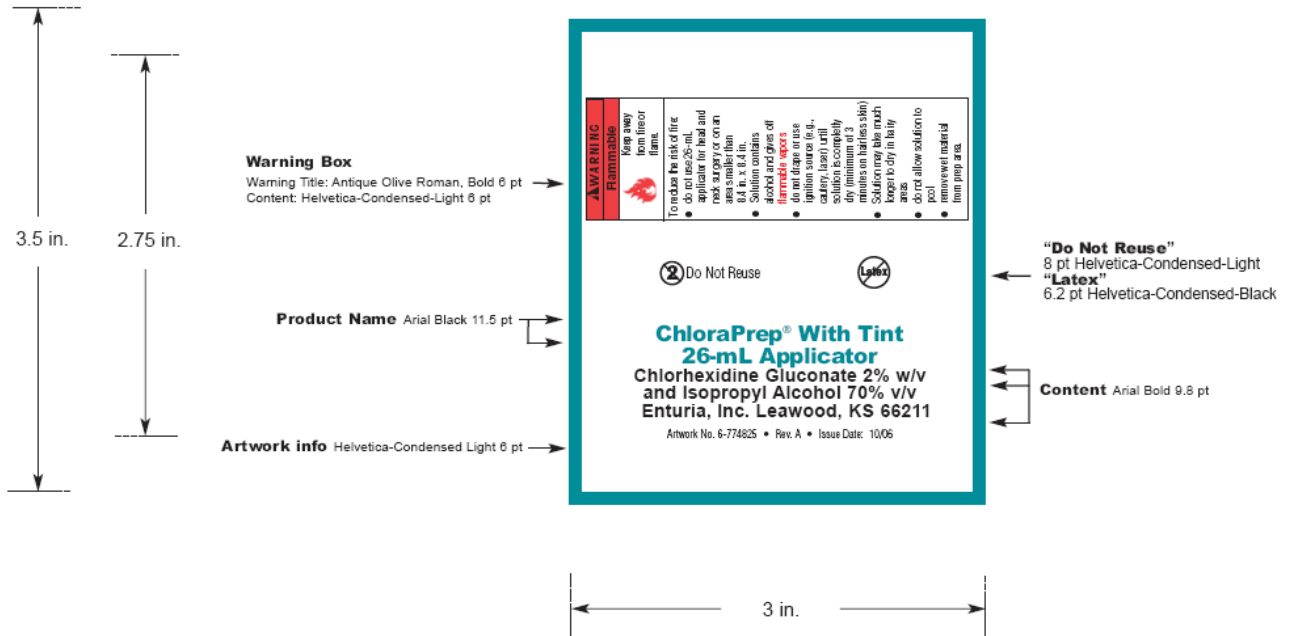 3.5 in.
2.75 in.
Warning Box
Warning Title: Antique Olive Roman, Bold 6 pt
Content: Helvetica-Condensed-Light 6 pt
Product Name Arial Black 11.5 pt
Artwork info Helvetica-Condensed Light 6 pt
WARNING
Flammable
Keep away
from fire or
flame.
To reduce the risk of fire:
● do not use 26-mL
applicator for head and
neck surgery or on an
area smaller than
8.4 in. x 8.4 in.
● Solution contains
alcohol and gives off
flammable vapors
● do not drape or use
ignition source (e.g.,
cautery, laser) until
solution is completly
dry (minimum of 3
minutes on hairless skin)
● Solution may take much
longer to dry in hairy
areas
● do not allow solution to
pool
● remove wet material
from prep area.
2 Do Not Reuse
Latex
ChloraPrep® With Tint
26-mL Applicator
Chlorhexidine Gluconate 2% w/v
and Isopropyl Alcohol 70% v/v
Enturia, Inc. Leawood, KS 66211
Artwork No. 6-774825 • Rev. A • Issue Date: 10/06
“Do Not Reuse”
8 pt Helvetica-Condensed-Light
“Latex”
6.2 pt Helvetica-Condensed-Black
Content Arial Bold 9.8 pt
3 in.